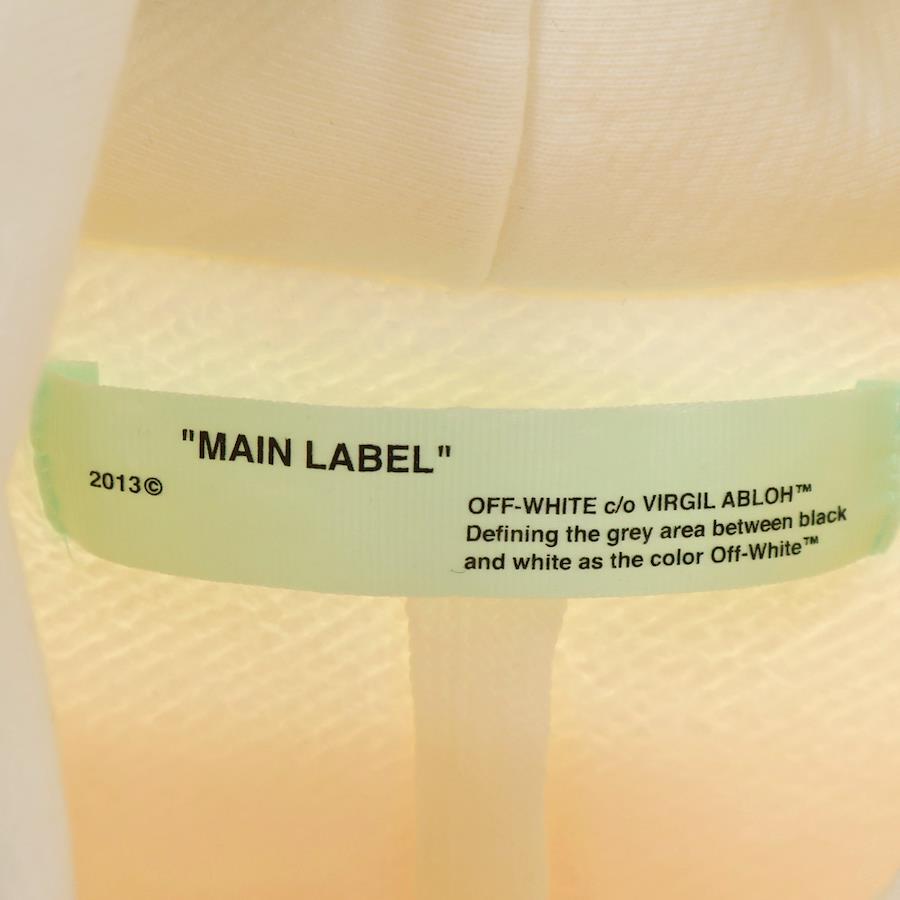 "MAIN LABEL"
2013©
OFF-WHITE c/o VIRGIL ABLOH™
Defining the grey area between black
and white as the color Off-White™